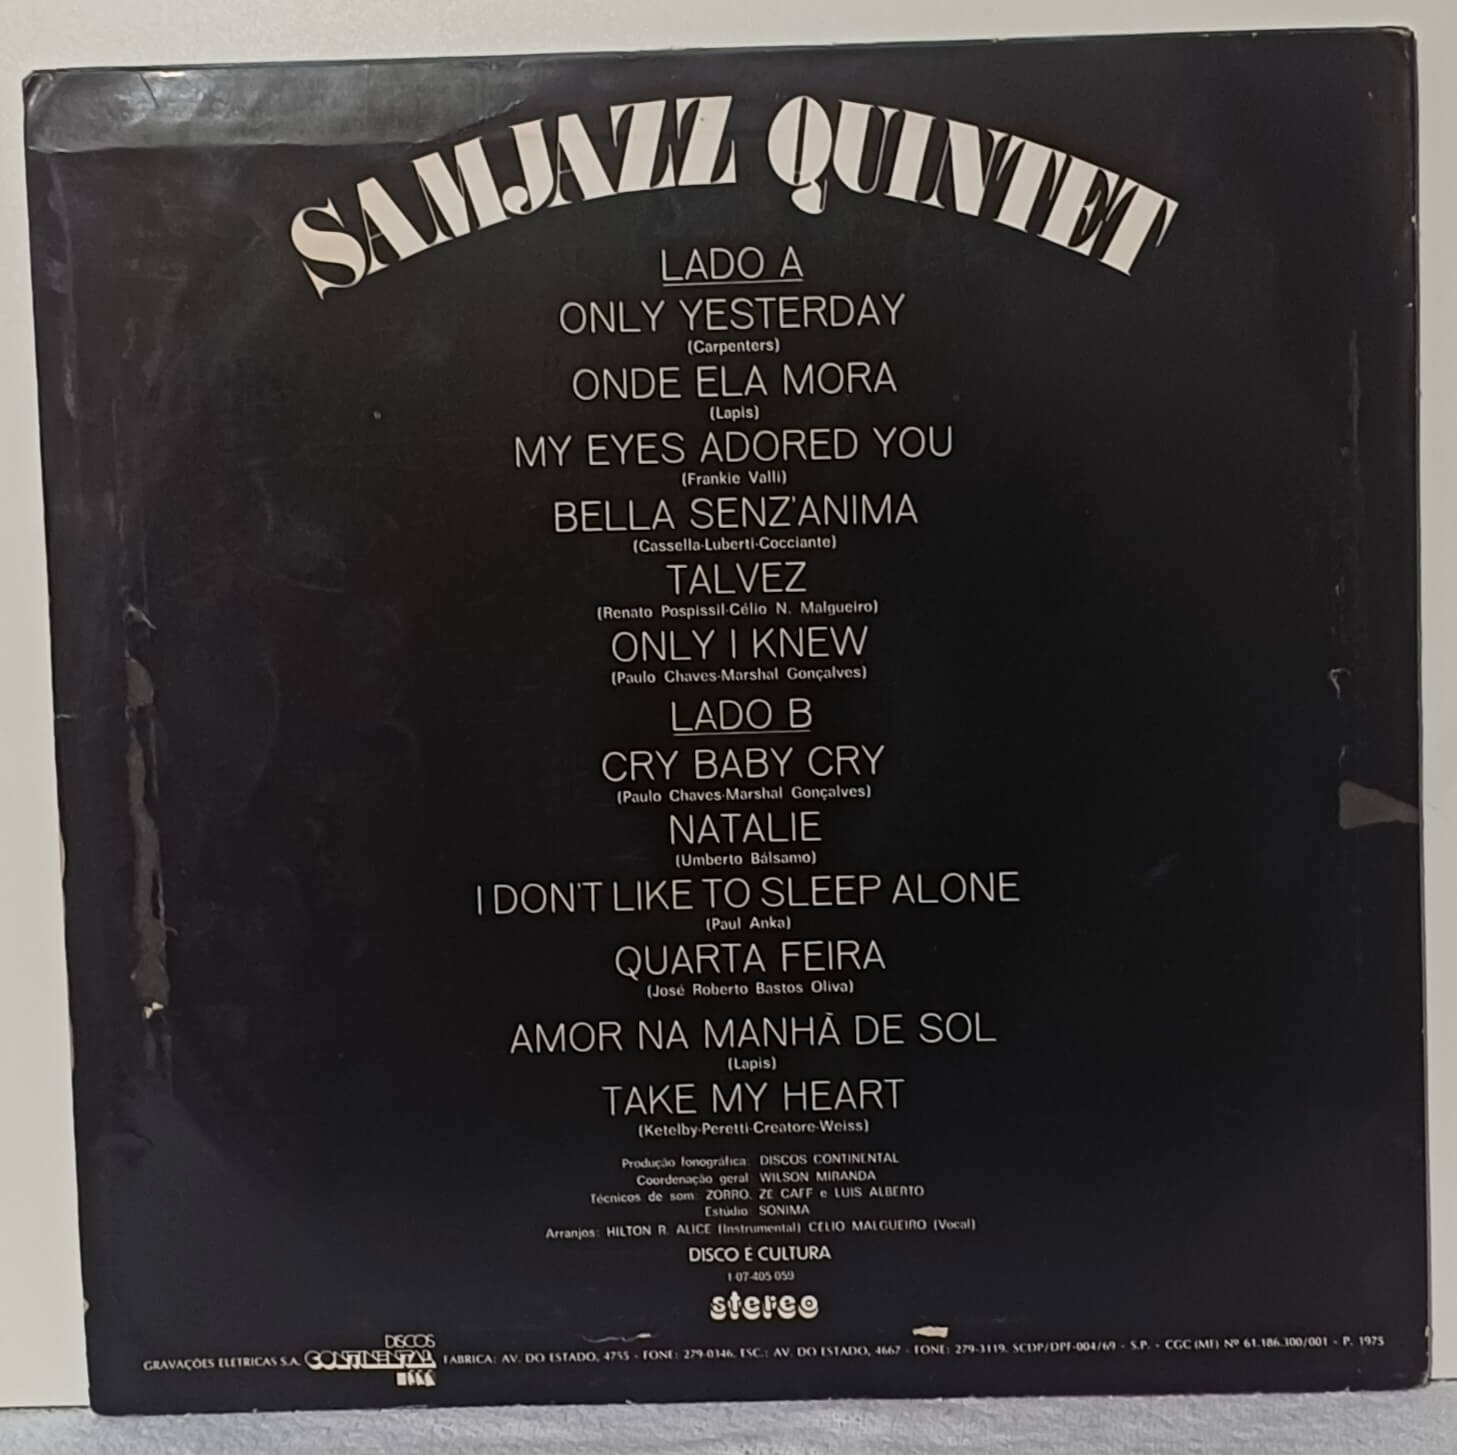 SAMJAZZ QUINTET
LADO A
ONLY YESTERDAY
(Carpenters)
ONDE ELA MORA
(Lapis)
MY EYES ADORED YOU
(Frankie Valli)
BELLA SENZ'ANIMA
(Cassella-Luberti-Cocciante)
TALVEZ
(Renato Pospissil-Célio N. Malgueiro)
ONLY I KNEW
(Paulo Chaves-Marshal Gonçalves)
LADO B
CRY BABY CRY
(Paulo Chaves-Marshal Gonçalves)
NATALIE
(Umberto Bálsamo)
I DON'T LIKE TO SLEEP ALONE
(Paul Anka)
QUARTA FEIRA
(José Roberto Bastos Oliva)
AMOR NA MANHÃ DE SOL
(Lapis)
TAKE MY HEART
(Ketelby-Peretti-Creatore-Weiss)
Produção fonográfica: DISCOS CONTINENTAL
Coordenação geral: WILSON MIRANDA
Técnicos de som: ZORRO, ZE CAFF e LUIS ALBERTO
Estúdio: SONIMA
Arranjos: HILTON R. ALICE (Instrumental) CELIO MALGUEIRO (Vocal)
DISCO É CULTURA
1-07-405 059
stereo
GRAVAÇÕES ELETRICAS S.A. DISCOS CONTINENTAL FABRICA: AV. DO ESTADO, 4755 - FONE: 279-0346. ESC.: AV. DO ESTADO, 4667 - FONE: 279-3119. SCDP/DPF-004/69 - S.P. - CGC (MF) Nº 61.186.300/001 - P. 1975